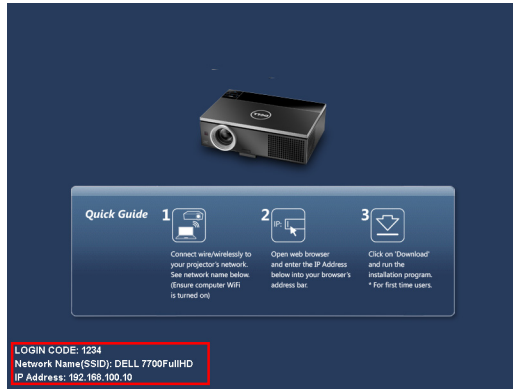 DELL
Quick Guide
1
Connect wire/wirelessly to
your projector's network.
See network name below.
(Ensure computer WiFi
is turned on)
2
IP:
Open web browser
and enter the IP Address
below into your browser's
address bar.
3
Click on 'Download'
and run the
installation program.
* For first time users.
LOGIN CODE: 1234
Network Name(SSID): DELL 7700FullHD
IP Address: 192.168.100.10